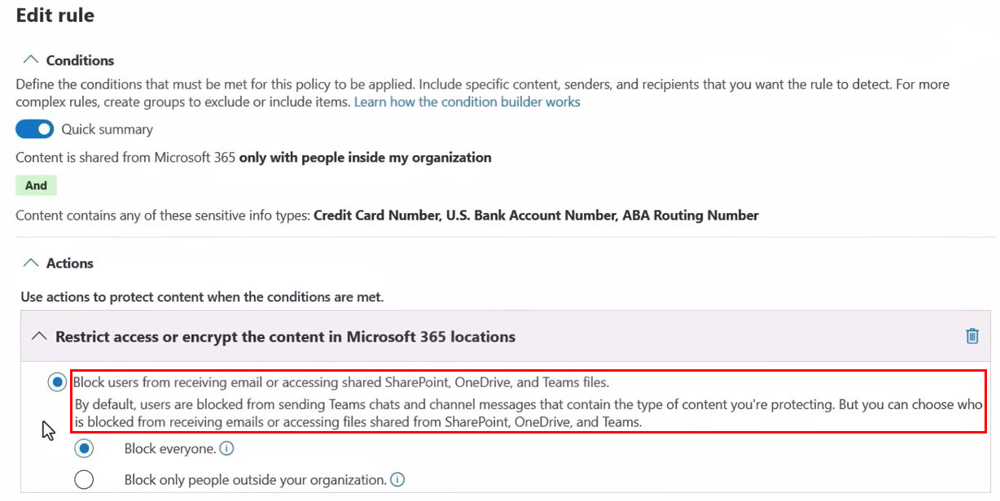 Edit rule
Conditions
Define the conditions that must be met for this policy to be applied. Include specific content, senders, and recipients that you want the rule to detect. For more
complex rules, create groups to exclude or include items. Learn how the condition builder works
Quick summary
Content is shared from Microsoft 365 only with people inside my organization
And
Content contains any of these sensitive info types: Credit Card Number, U.S. Bank Account Number, ABA Routing Number
Actions
Use actions to protect content when the conditions are met.
Restrict access or encrypt the content in Microsoft 365 locations
Block users from receiving email or accessing shared SharePoint, OneDrive, and Teams files.
By default, users are blocked from sending Teams chats and channel messages that contain the type of content you're protecting. But you can choose who
is blocked from receiving emails or accessing files shared from SharePoint, OneDrive, and Teams.
Block everyone.
Block only people outside your organization.